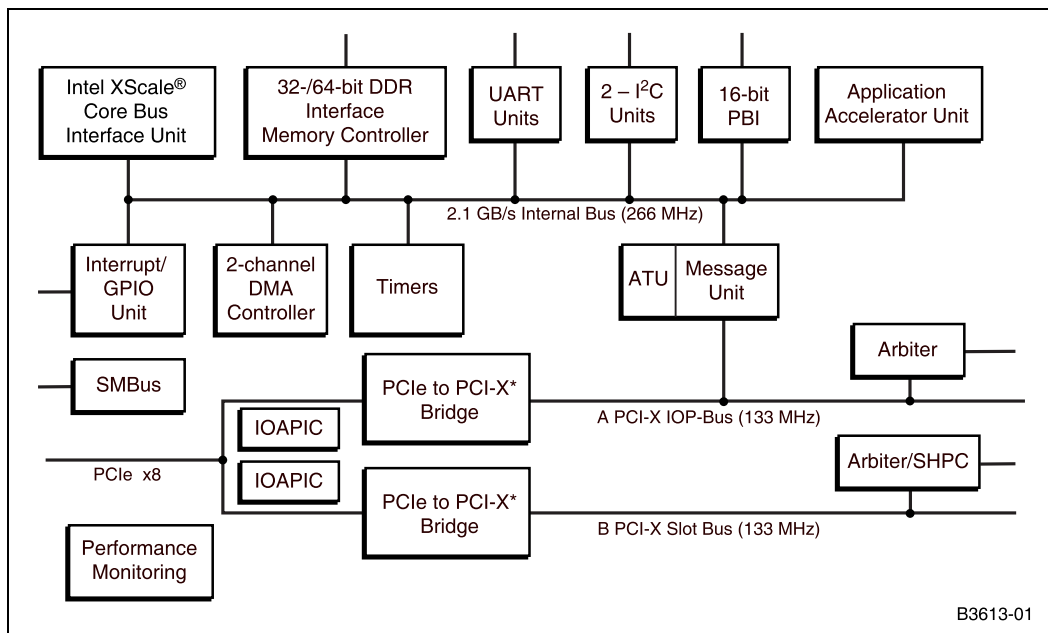 Intel XScale®
Core Bus
Interface Unit
32-/64-bit DDR
Interface
Memory Controller
UART
Units
2 – I²C
Units
16-bit
PBI
Application
Accelerator Unit
2.1 GB/s Internal Bus (266 MHz)
Interrupt/
GPIO
Unit
2-channel
DMA
Controller
Timers
ATU
Message
Unit
SMBus
PCIe to PCI-X*
Bridge
Arbiter
IOAPIC
A PCI-X IOP-Bus (133 MHz)
PCIe x8
IOAPIC
PCIe to PCI-X*
Bridge
Arbiter/SHPC
B PCI-X Slot Bus (133 MHz)
Performance
Monitoring
B3613-01